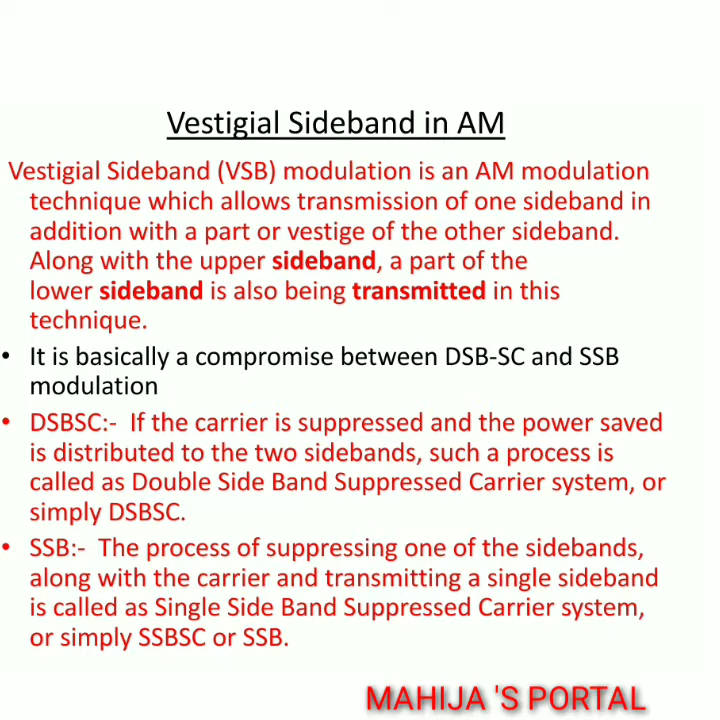 Vestigial Sideband in AM
Vestigial Sideband (VSB) modulation is an AM modulation
technique which allows transmission of one sideband in
addition with a part or vestige of the other sideband.
Along with the upper sideband, a part of the
lower sideband is also being transmitted in this
technique.
• It is basically a compromise between DSB-SC and SSB
modulation
• DSBSC:- If the carrier is suppressed and the power saved
is distributed to the two sidebands, such a process is
called as Double Side Band Suppressed Carrier system, or
simply DSBSC.
• SSB:- The process of suppressing one of the sidebands,
along with the carrier and transmitting a single sideband
is called as Single Side Band Suppressed Carrier system,
or simply SSBSC or SSB.
MAHIJA 'S PORTAL